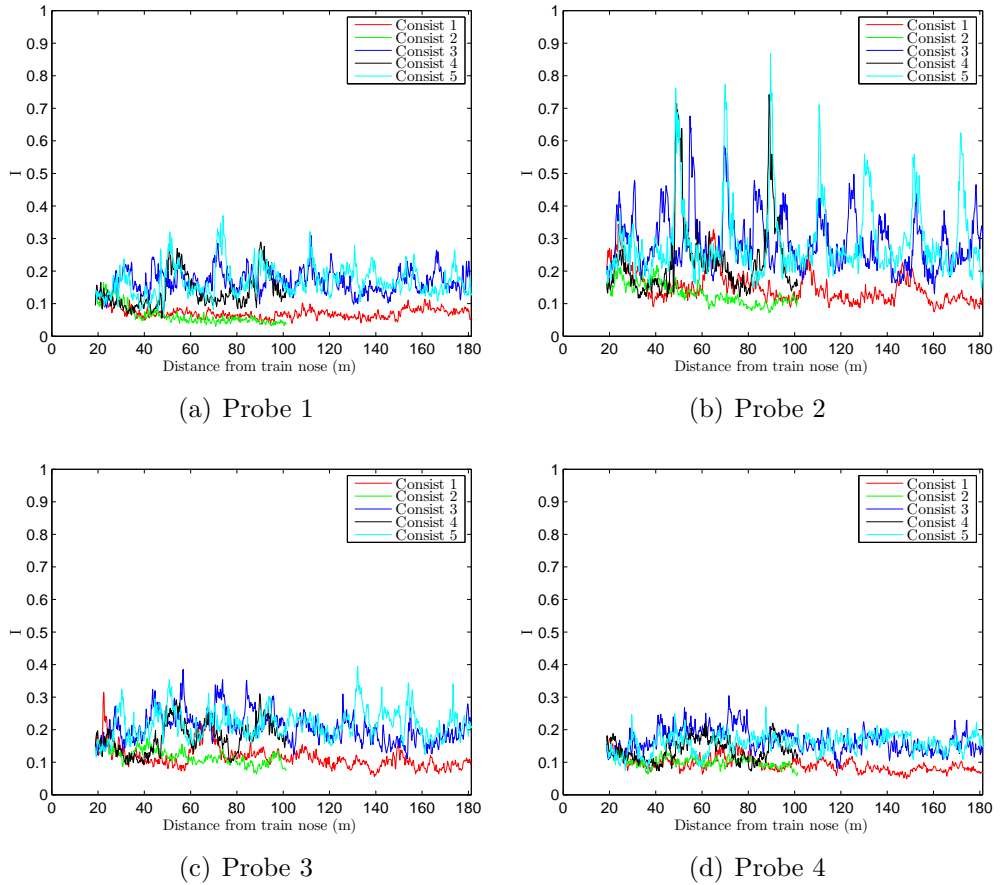 1
0.9
0.8
0.7
0.6
0.5
0.4
0.3
0.2
0.1
0
I
0 20 40 60 80 100 120 140 160 180
Distance from train nose (m)
Consist 1
Consist 2
Consist 3
Consist 4
Consist 5
(a) Probe 1
1
0.9
0.8
0.7
0.6
0.5
0.4
0.3
0.2
0.1
0
I
0 20 40 60 80 100 120 140 160 180
Distance from train nose (m)
Consist 1
Consist 2
Consist 3
Consist 4
Consist 5
(b) Probe 2
1
0.9
0.8
0.7
0.6
0.5
0.4
0.3
0.2
0.1
0
I
0 20 40 60 80 100 120 140 160 180
Distance from train nose (m)
Consist 1
Consist 2
Consist 3
Consist 4
Consist 5
(c) Probe 3
1
0.9
0.8
0.7
0.6
0.5
0.4
0.3
0.2
0.1
0
I
0 20 40 60 80 100 120 140 160 180
Distance from train nose (m)
Consist 1
Consist 2
Consist 3
Consist 4
Consist 5
(d) Probe 4